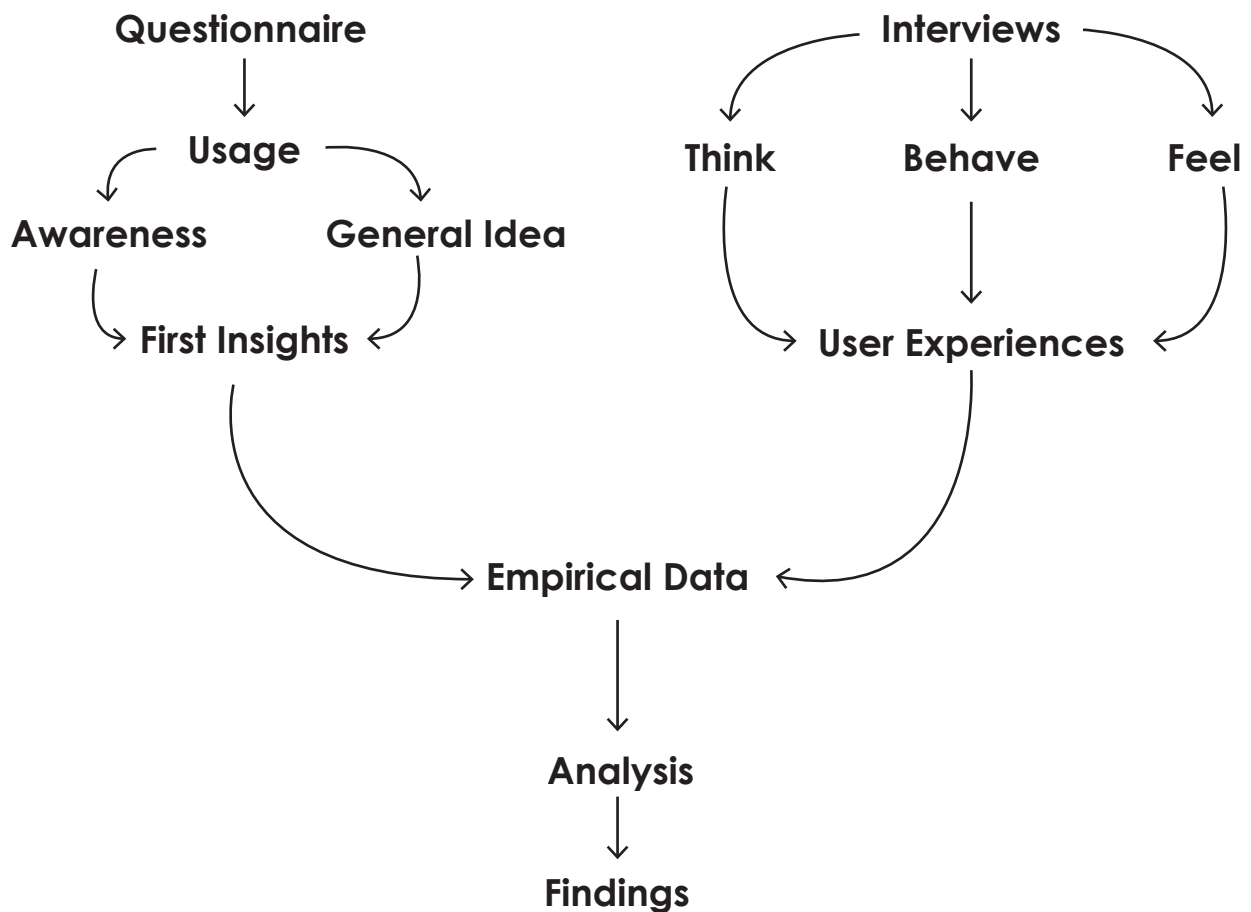 Questionnaire
Interviews
Usage
Think
Behave
Feel
Awareness
General Idea
First Insights
User Experiences
Empirical Data
Analysis
Findings